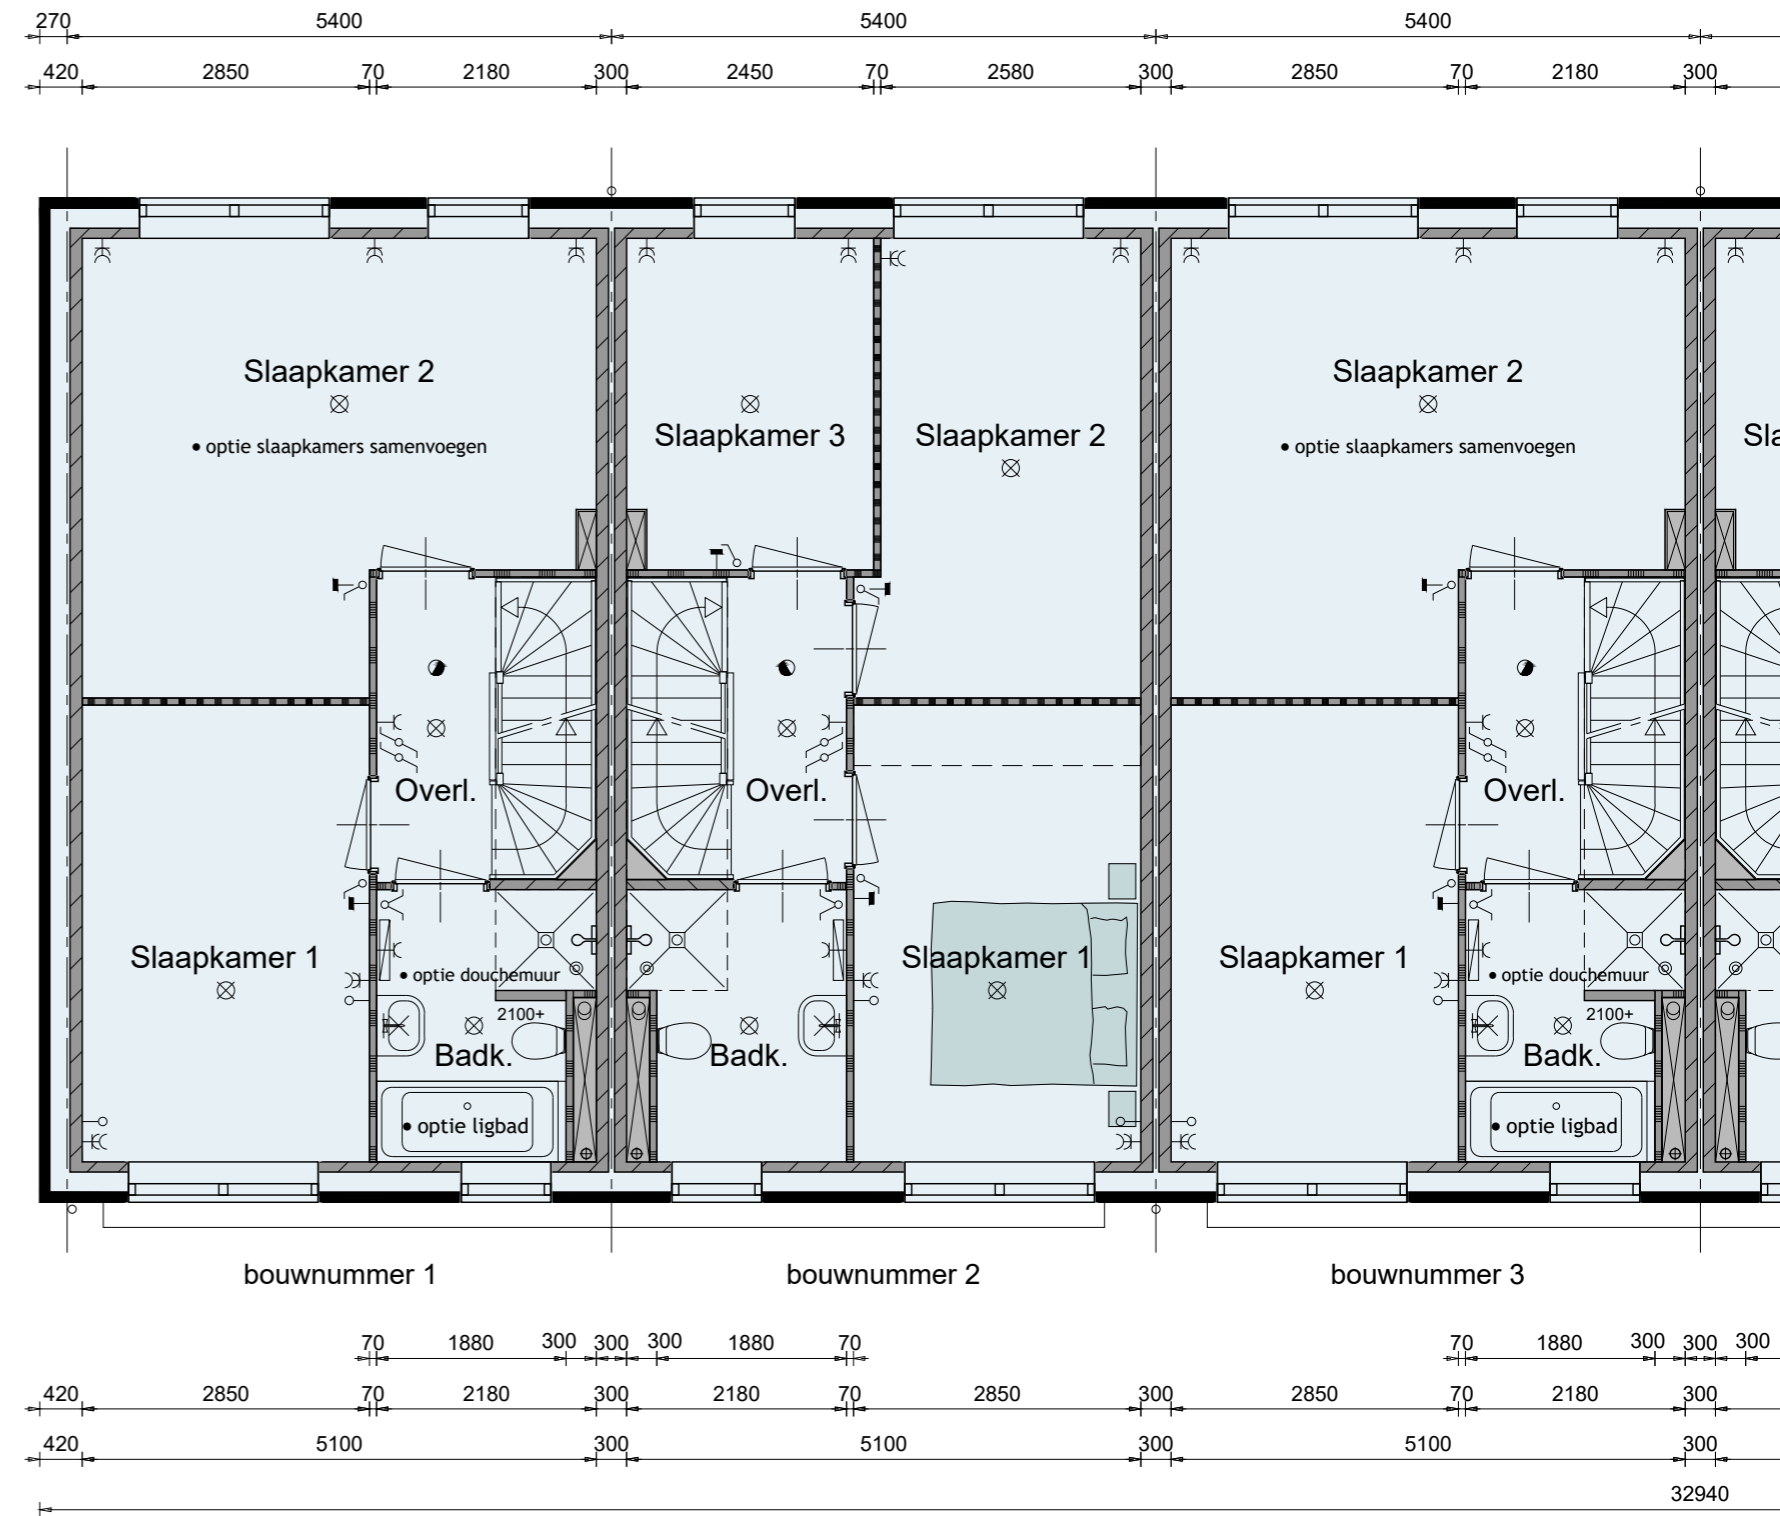 270 5400 5400 5400
420 2850 70 2180 300 2450 70 2580 300 2850 70 2180 300
Slaapkamer 2
• optie slaapkamers samenvoegen
Slaapkamer 3
Slaapkamer 2
Slaapkamer 2
• optie slaapkamers samenvoegen
Sla
Overl.
Overl.
Overl.
Slaapkamer 1
• optie douchemuur
2100+
Badk.
• optie ligbad
Badk.
Slaapkamer 1
Slaapkamer 1
• optie douchemuur
2100+
Badk.
• optie ligbad
bouwnummer 1
bouwnummer 2
bouwnummer 3
70 1880 300 300 300 1880 70 70 1880 300 300 300
420 2850 70 2180 300 2180 70 2850 300 2850 70 2180 300
420 5100 300 5100 300 5100 300
32940